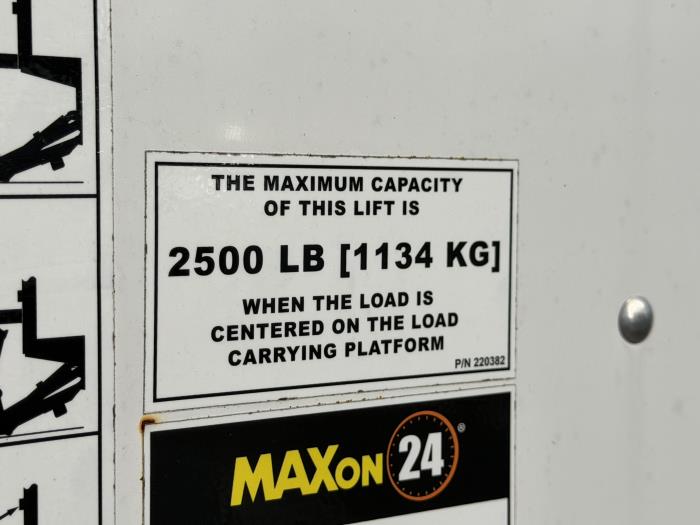 THE MAXIMUM CAPACITY
OF THIS LIFT IS
2500 LB [1134 KG]
WHEN THE LOAD IS
CENTERED ON THE LOAD
CARRYING PLATFORM
P/N 220382
MAXON 24®